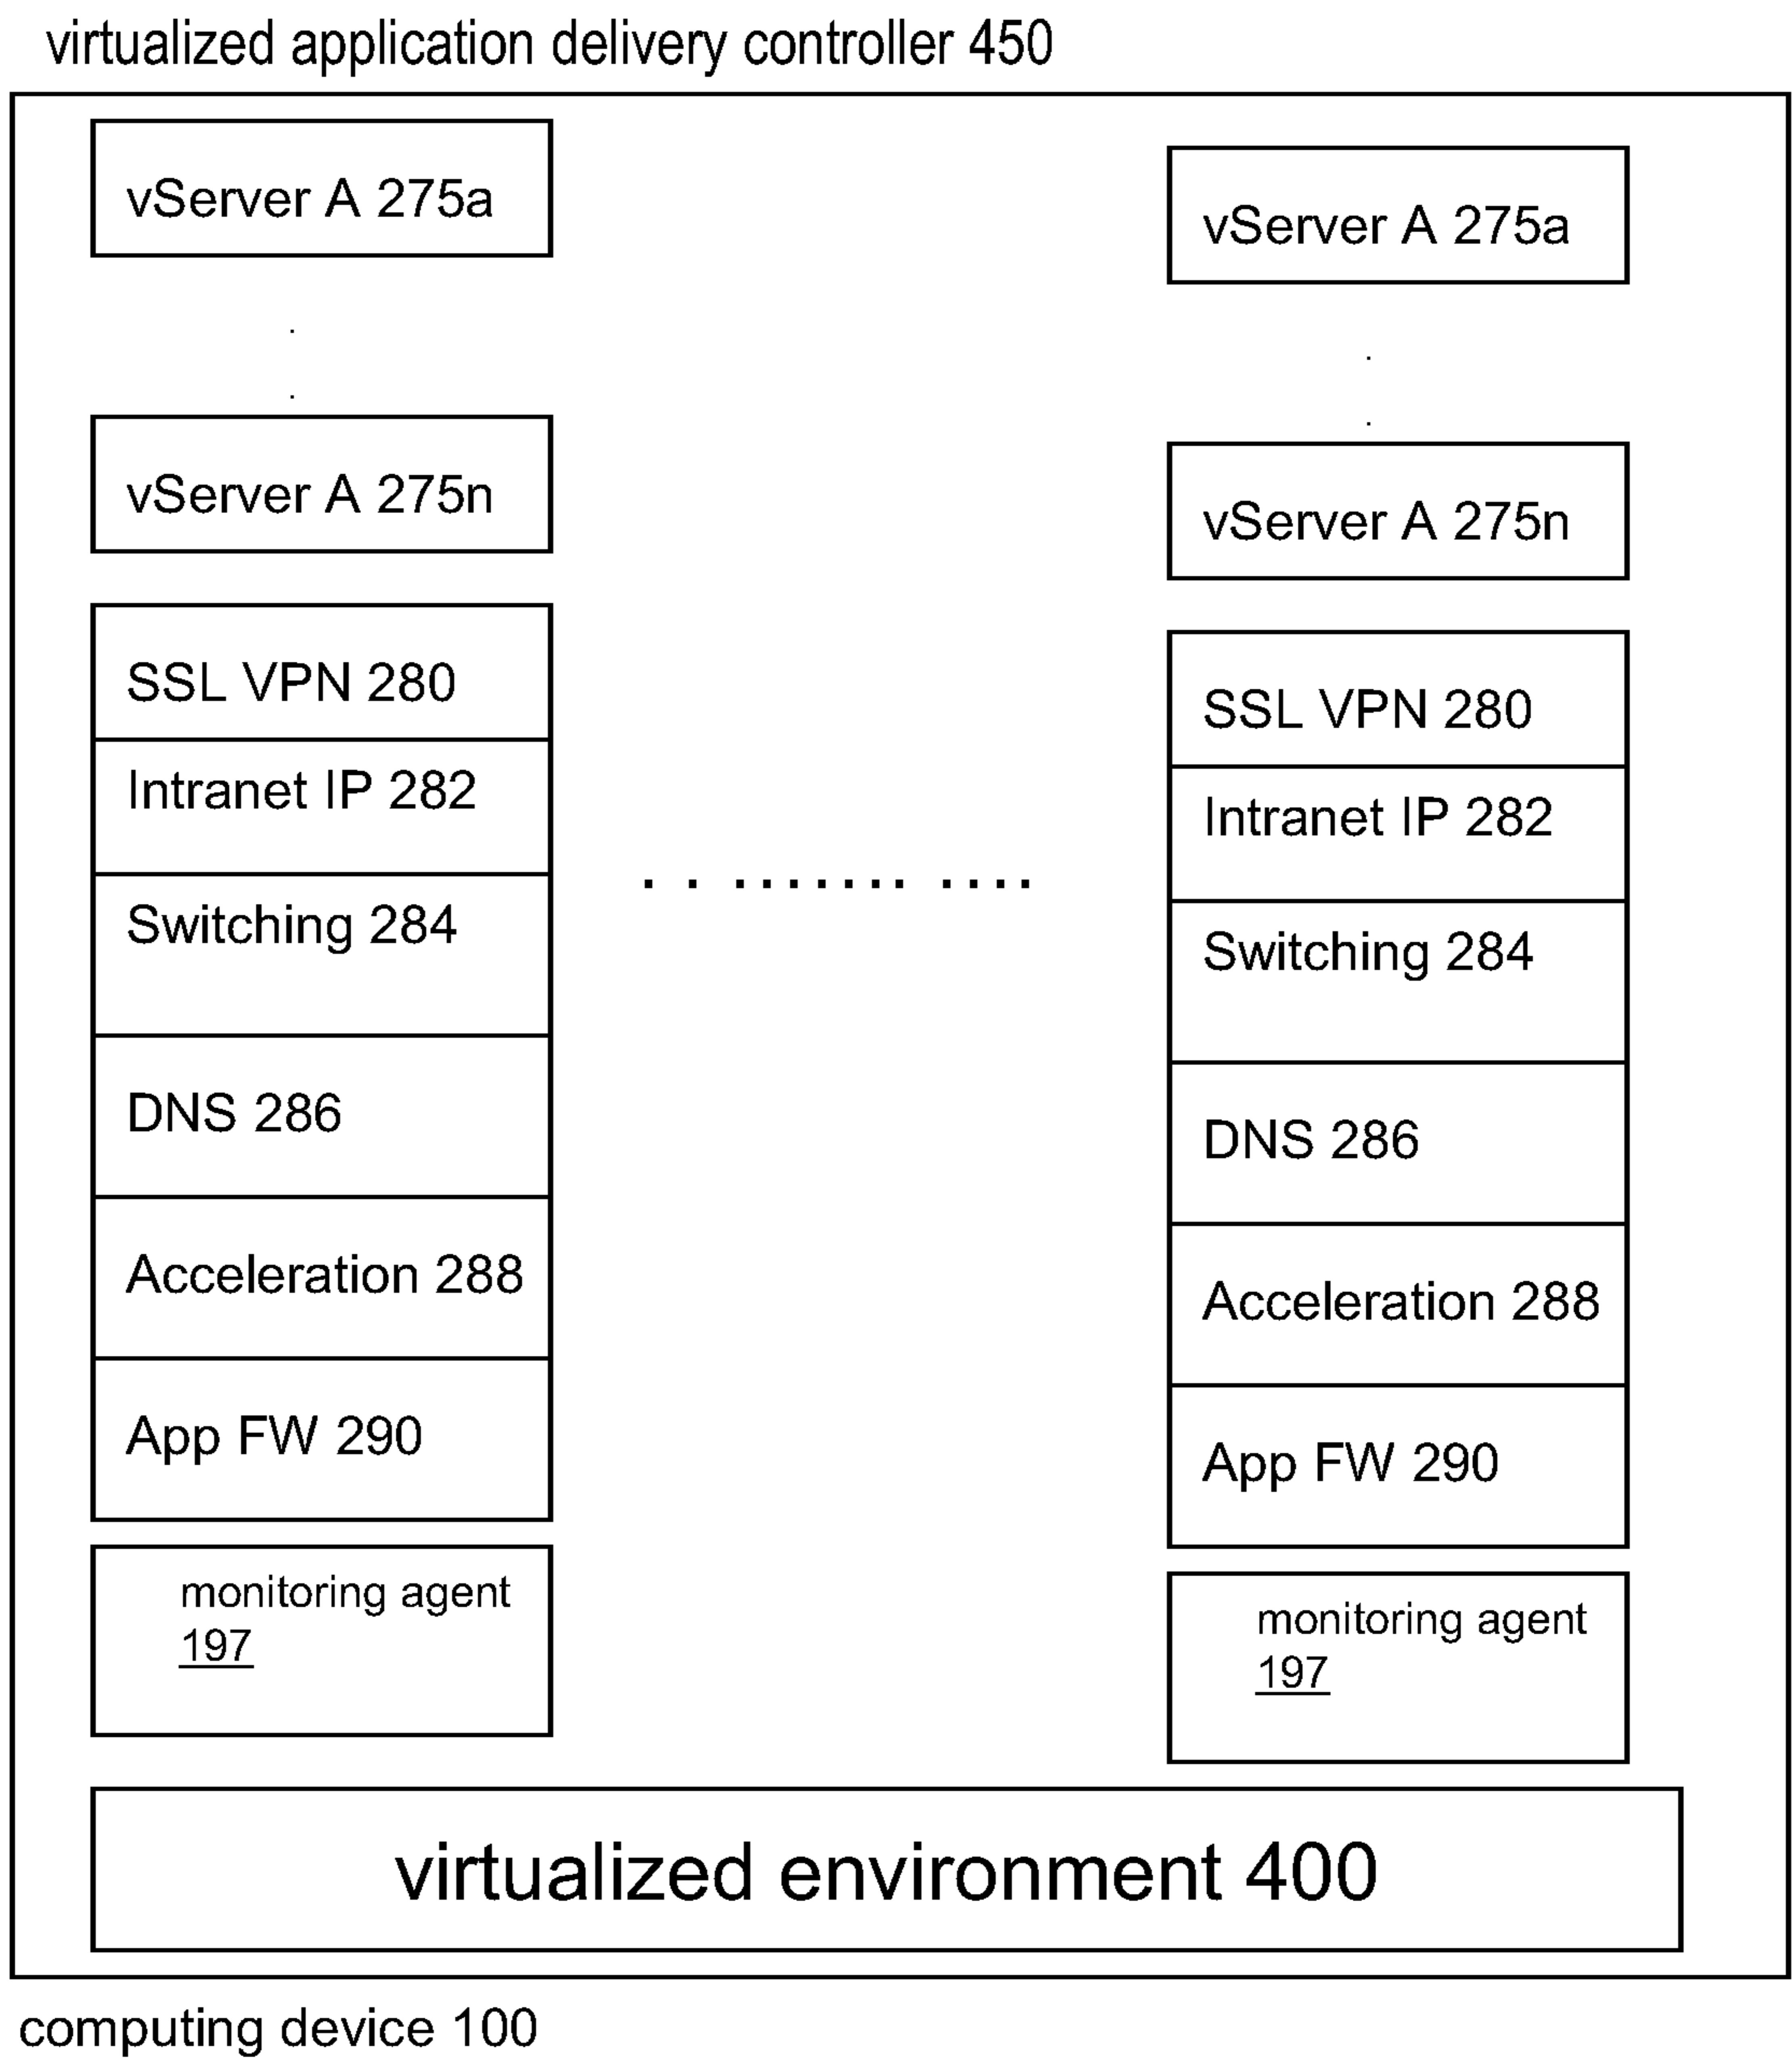 virtualized application delivery controller 450
vServer A 275a
vServer A 275n
SSL VPN 280
Intranet IP 282
Switching 284
DNS 286
Acceleration 288
App FW 290
monitoring agent
197
vServer A 275a
vServer A 275n
SSL VPN 280
Intranet IP 282
Switching 284
DNS 286
Acceleration 288
App FW 290
monitoring agent
197
virtualized environment 400
computing device 100